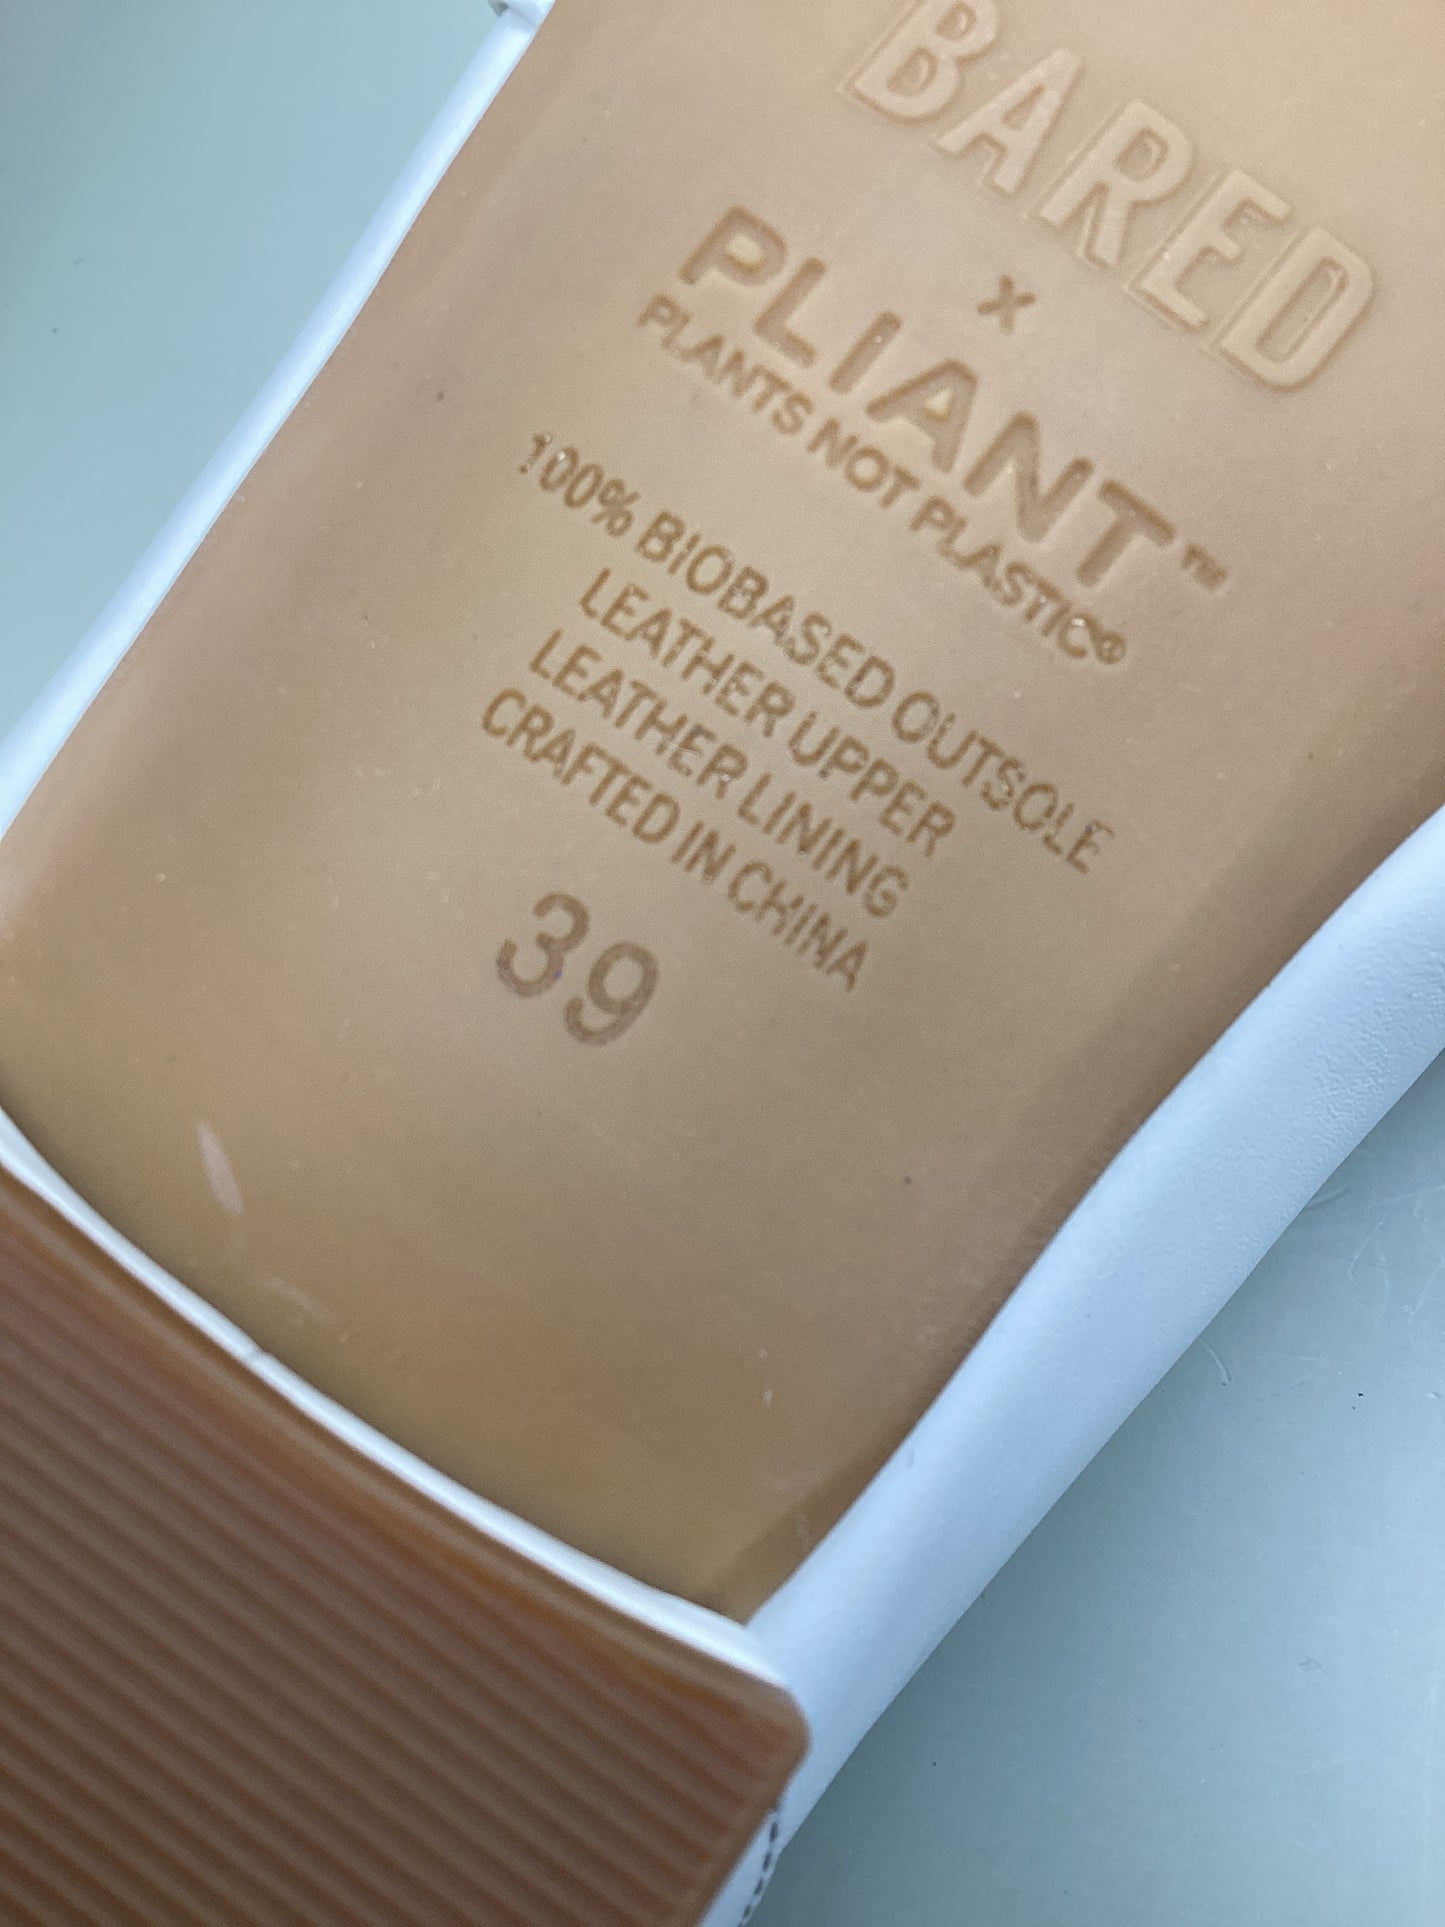 BARED
x
PLIANT™
PLANTS NOT PLASTIC®
100% BIOBASED OUTSOLE
LEATHER UPPER
LEATHER LINING
CRAFTED IN CHINA
39